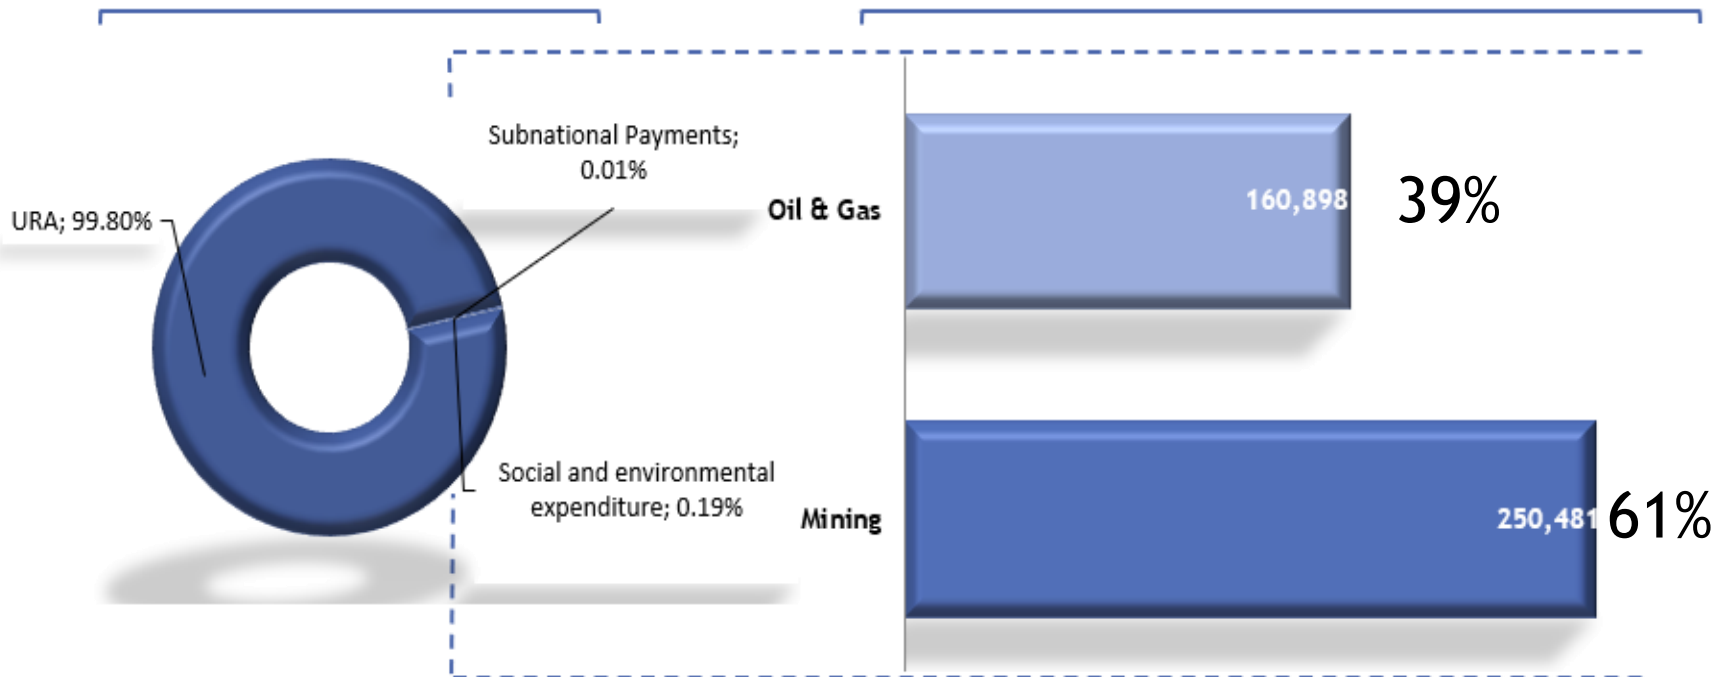 Subnational Payments;
0.01%
URA; 99.80%
Social and environmental
expenditure; 0.19%
Oil & Gas
160,898
39%
Mining
250,481
61%